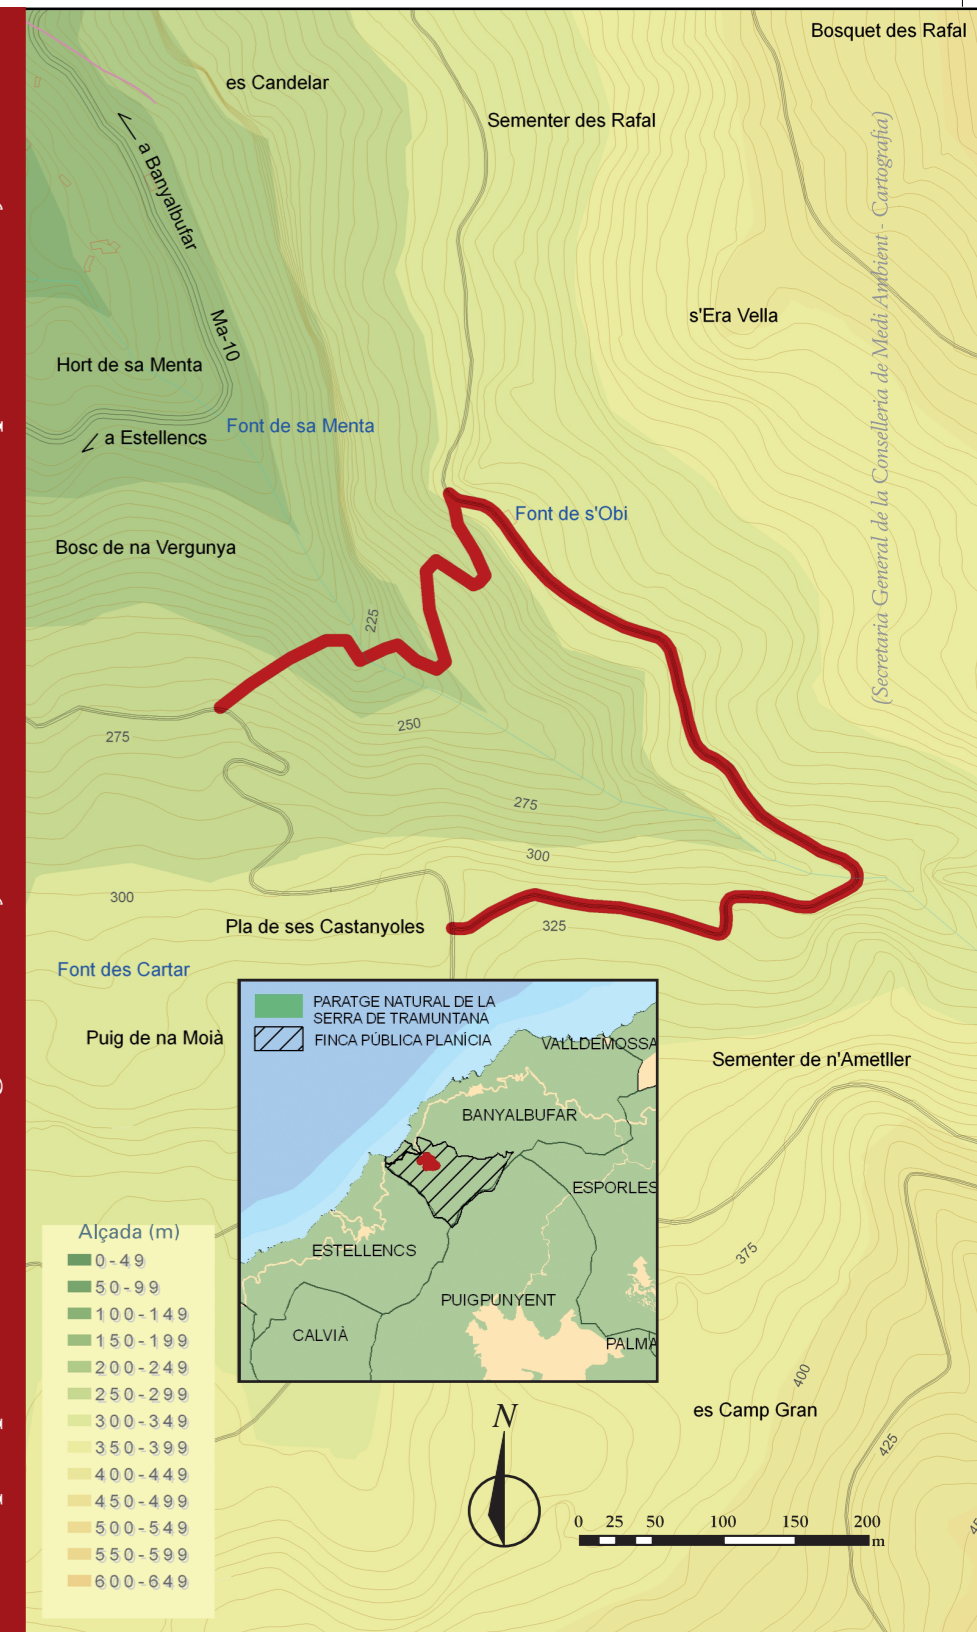 Bosquet des Rafal
es Candelar
Sementer des Rafal
a Banyalbufar
(Secretaria General de la Conselleria de Medi Ambient - Cartografia)
s'Era Vella
Ma-10
Hort de sa Menta
Font de sa Menta
a Estellencs
Font de s'Obi
Bosc de na Vergunya
225
250
275
275
300
300
325
Pla de ses Castanyoles
Font des Cartar
Puig de na Moià
Sementer de n'Ametller
PARATGE NATURAL DE LA
SERRA DE TRAMUNTANA
FINCA PÚBLICA PLANÍCIA
VALLDEMOSSA
BANYALBUFAR
ESPORLES
ESTELLENCS
PUIGPUNYENT
CALVIÀ
PALMA
375
400
425
es Camp Gran
Alçada (m)
0-49
50-99
100-149
150-199
200-249
250-299
300-349
350-399
400-449
450-499
500-549
550-599
600-649
N
0 25 50 100 150 200
m